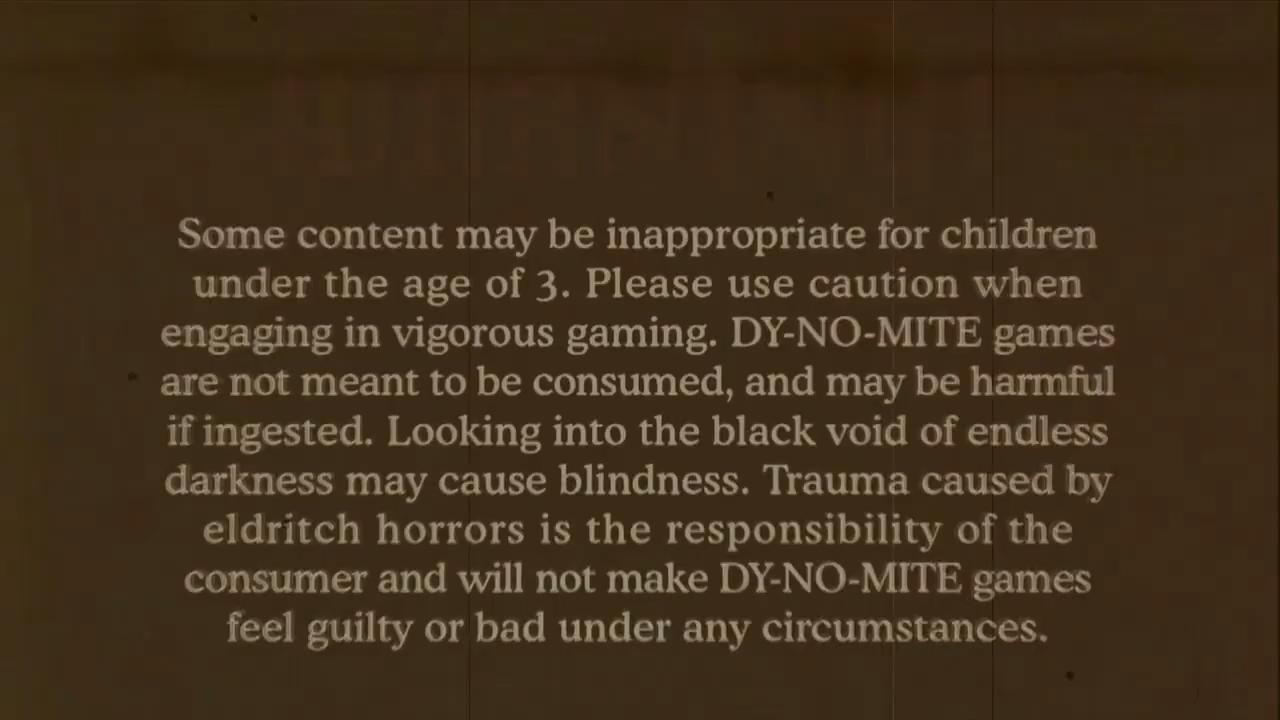 Some content may be inappropriate for children
under the age of 3. Please use caution when
engaging in vigorous gaming. DY-NO-MITE games
are not meant to be consumed, and may be harmful
if ingested. Looking into the black void of endless
darkness may cause blindness. Trauma caused by
eldritch horrors is the responsibility of the
consumer and will not make DY-NO-MITE games
feel guilty or bad under any circumstances.